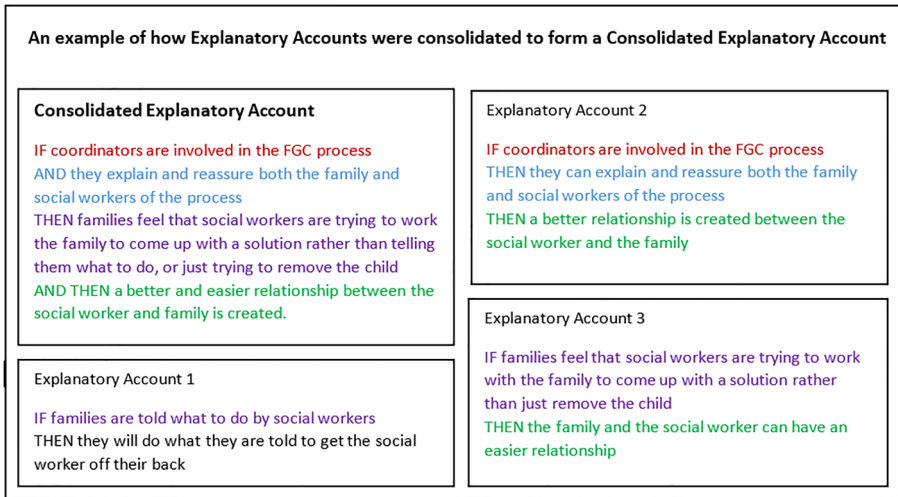 An example of how Explanatory Accounts were consolidated to form a Consolidated Explanatory Account
Consolidated Explanatory Account
IF coordinators are involved in the FGC process
AND they explain and reassure both the family and
social workers of the process
THEN families feel that social workers are trying to work
the family to come up with a solution rather than telling
them what to do, or just trying to remove the child
AND THEN a better and easier relationship between the
social worker and family is created.
Explanatory Account 1
IF families are told what to do by social workers
THEN they will do what they are told to get the social
worker off their back
Explanatory Account 2
IF coordinators are involved in the FGC process
THEN they can explain and reassure both the family
and social workers of the process
THEN a better relationship is created between the
social worker and the family
Explanatory Account 3
IF families feel that social workers are trying to work
with the family to come up with a solution rather
than just remove the child
THEN the family and the social worker can have an
easier relationship